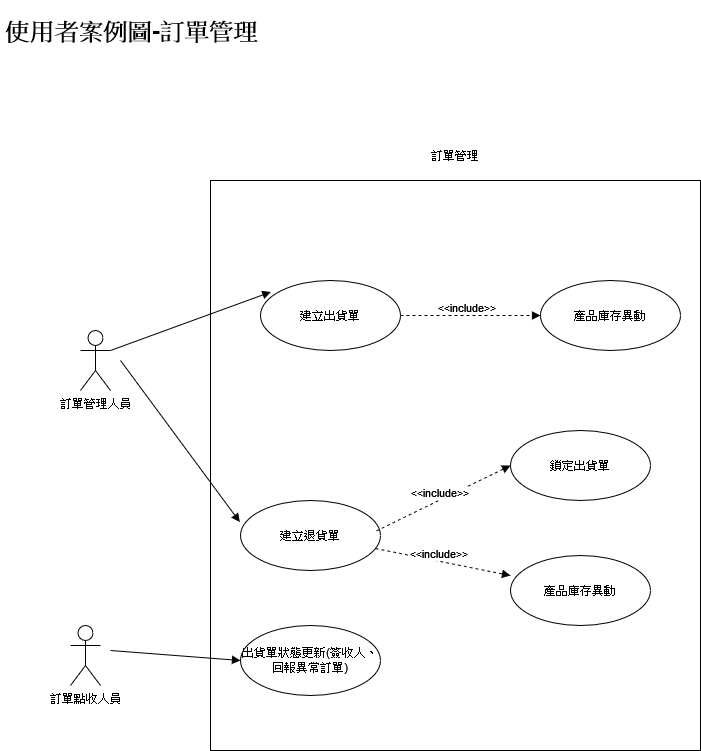 使用者案例圖-訂單管理
訂單管理
建立出貨單
<<include>>
產品庫存異動
訂單管理人員
鎖定出貨單
<<include>>
建立退貨單
<<include>>
產品庫存異動
出貨單狀態更新(簽收人、
回報異常訂單)
訂單點收人員